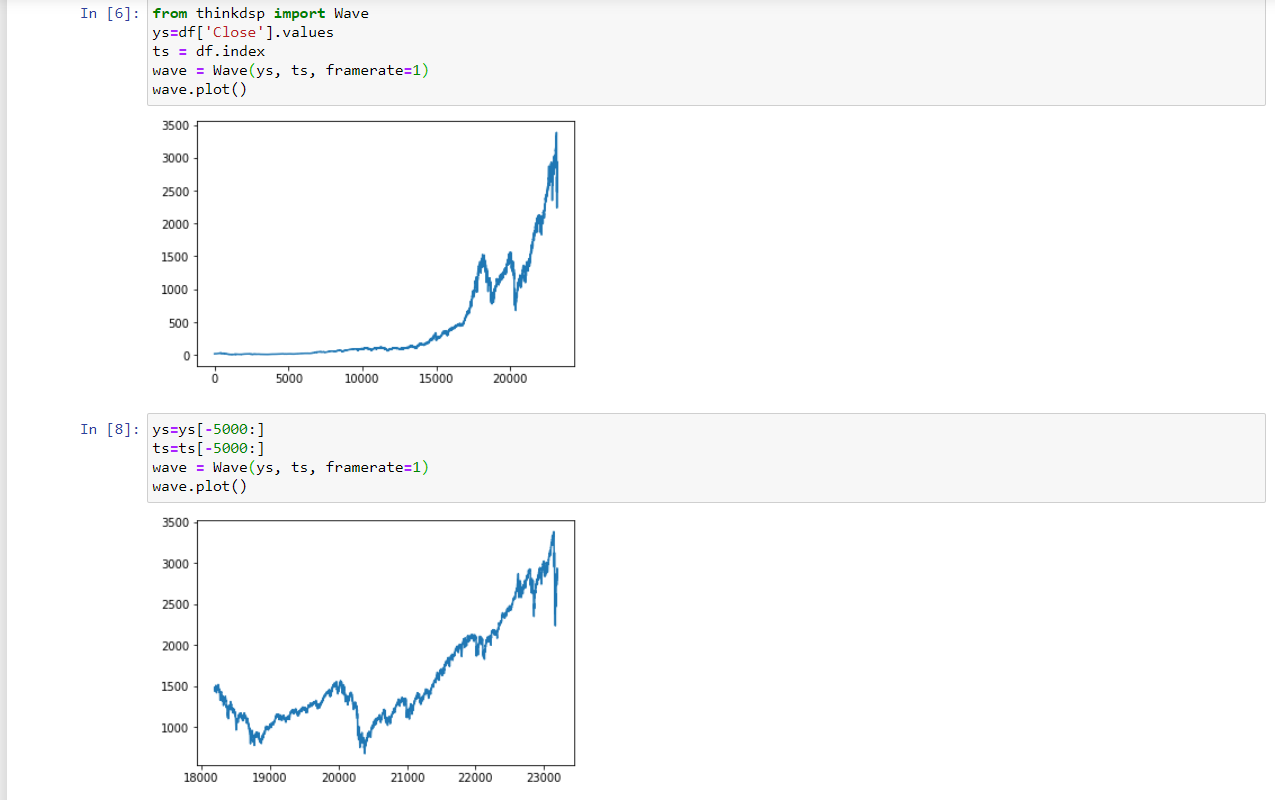 In [6]: from thinkdsp import Wave
ys=df['Close'].values
ts = df.index
wave = Wave(ys, ts, framerate=1)
wave.plot()
3500
3000
2500
2000
1500
1000
500
0
0 5000 10000 15000 20000
In [8]: ys=ys[-5000:]
ts=ts[-5000:]
wave = Wave(ys, ts, framerate=1)
wave.plot()
3500
3000
2500
2000
1500
1000
18000 19000 20000 21000 22000 23000